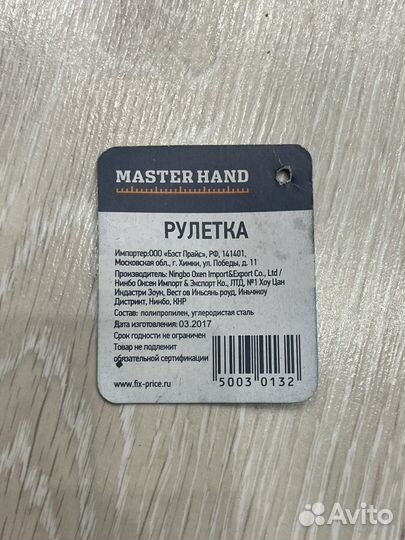 MASTER HAND
РУЛЕТКА
Импортер:ООО «Бэст Прайс», РФ, 141401,
Московская обл., г. Химки, ул. Победы, д. 11
Производитель: Ningbo Oxen Import&Export Co., Ltd /
Нинбо Оксен Импорт & Экспорт Ко., ЛТД, №1 Хоу Цан
Индастри Зоун, Вест ов Иньсянь роуд, Иньчжоу
Дистрикт, Нинбо, КНР
Состав: полипропилен, углеродистая сталь
Дата изготовления: 03.2017
Срок годности не ограничен
Товар не подлежит
обязательной сертификации
www.fix-price.ru
5003 0132
Avito